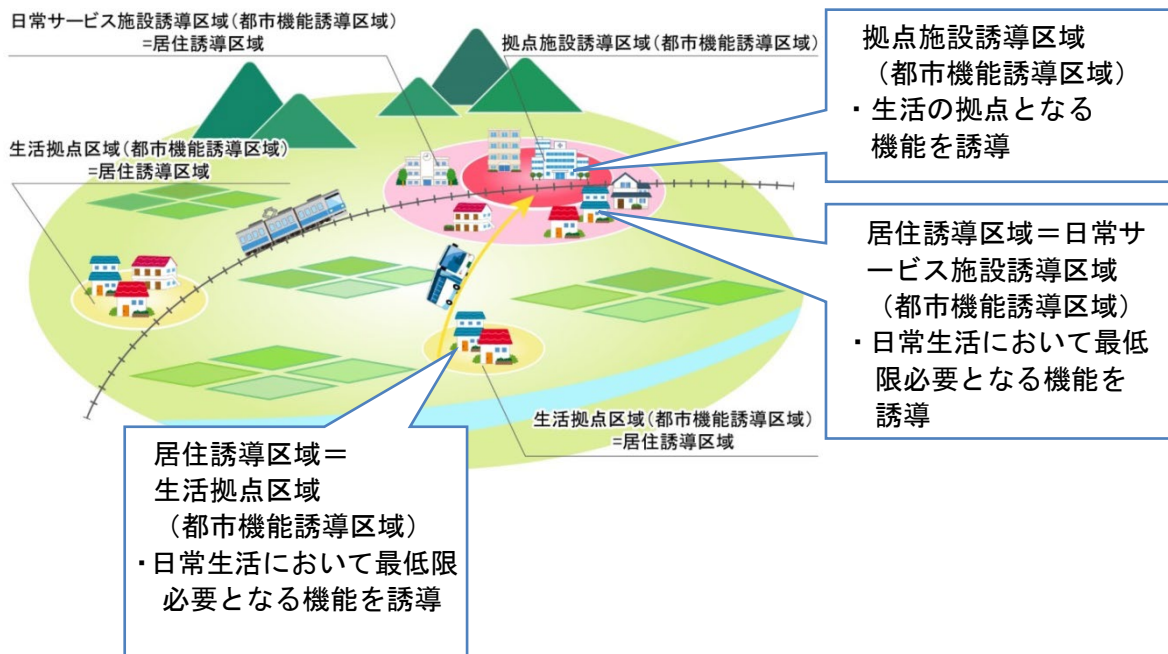 日常サービス施設誘導区域(都市機能誘導区域)
=居住誘導区域
拠点施設誘導区域(都市機能誘導区域)
生活拠点区域(都市機能誘導区域)
=居住誘導区域
拠点施設誘導区域
(都市機能誘導区域)
・生活の拠点となる
機能を誘導
居住誘導区域＝日常サ
ービス施設誘導区域
(都市機能誘導区域)
・日常生活において最低
限必要となる機能を
誘導
生活拠点区域(都市機能誘導区域)
=居住誘導区域
居住誘導区域＝
生活拠点区域
(都市機能誘導区域)
・日常生活において最低限
必要となる機能を誘導